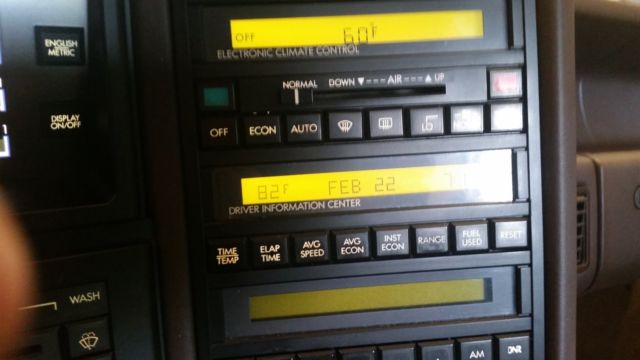 ENGLISH
METRIC
DISPLAY
ON/OFF
OFF 60°F
ELECTRONIC CLIMATE CONTROL
NORMAL DOWN AIR UP
OFF ECON AUTO
82°F FEB 22
DRIVER INFORMATION CENTER
TIME
TEMP
ELAP
TIME
AVG
SPEED
AVG
ECON
INST
ECON
RANGE
FUEL
USED
RESET
WASH
AM